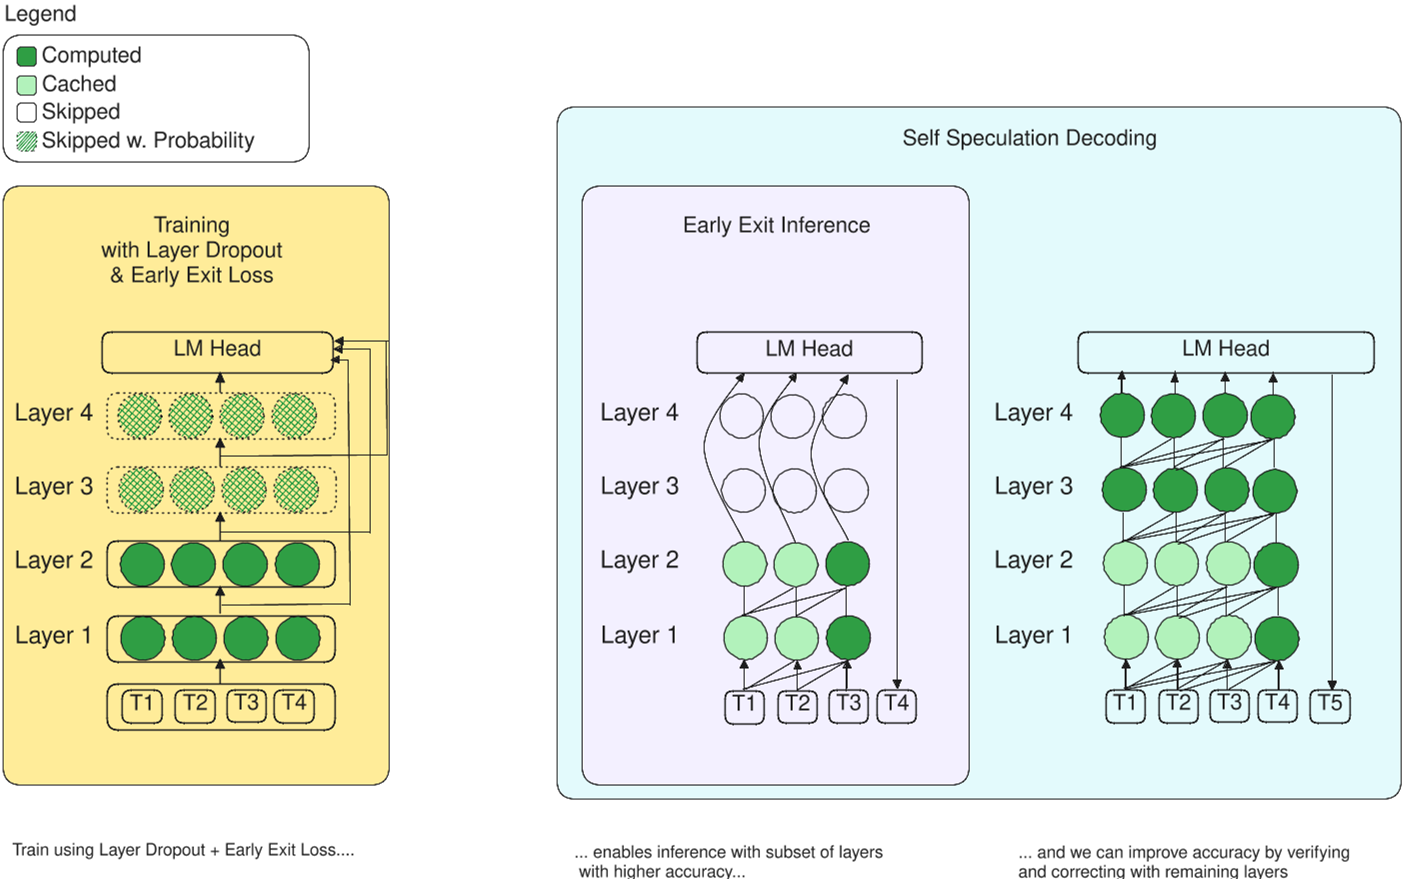 Legend
Computed
Cached
Skipped
Skipped w. Probability
Training
with Layer Dropout
& Early Exit Loss
LM Head
Layer 4
Layer 3
Layer 2
Layer 1
T1 T2 T3 T4
Train using Layer Dropout + Early Exit Loss....
Self Speculation Decoding
Early Exit Inference
LM Head
Layer 4
Layer 3
Layer 2
Layer 1
T1 T2 T3 T4
... enables inference with subset of layers
with higher accuracy...
LM Head
Layer 4
Layer 3
Layer 2
Layer 1
T1 T2 T3 T4 T5
... and we can improve accuracy by verifying
and correcting with remaining layers